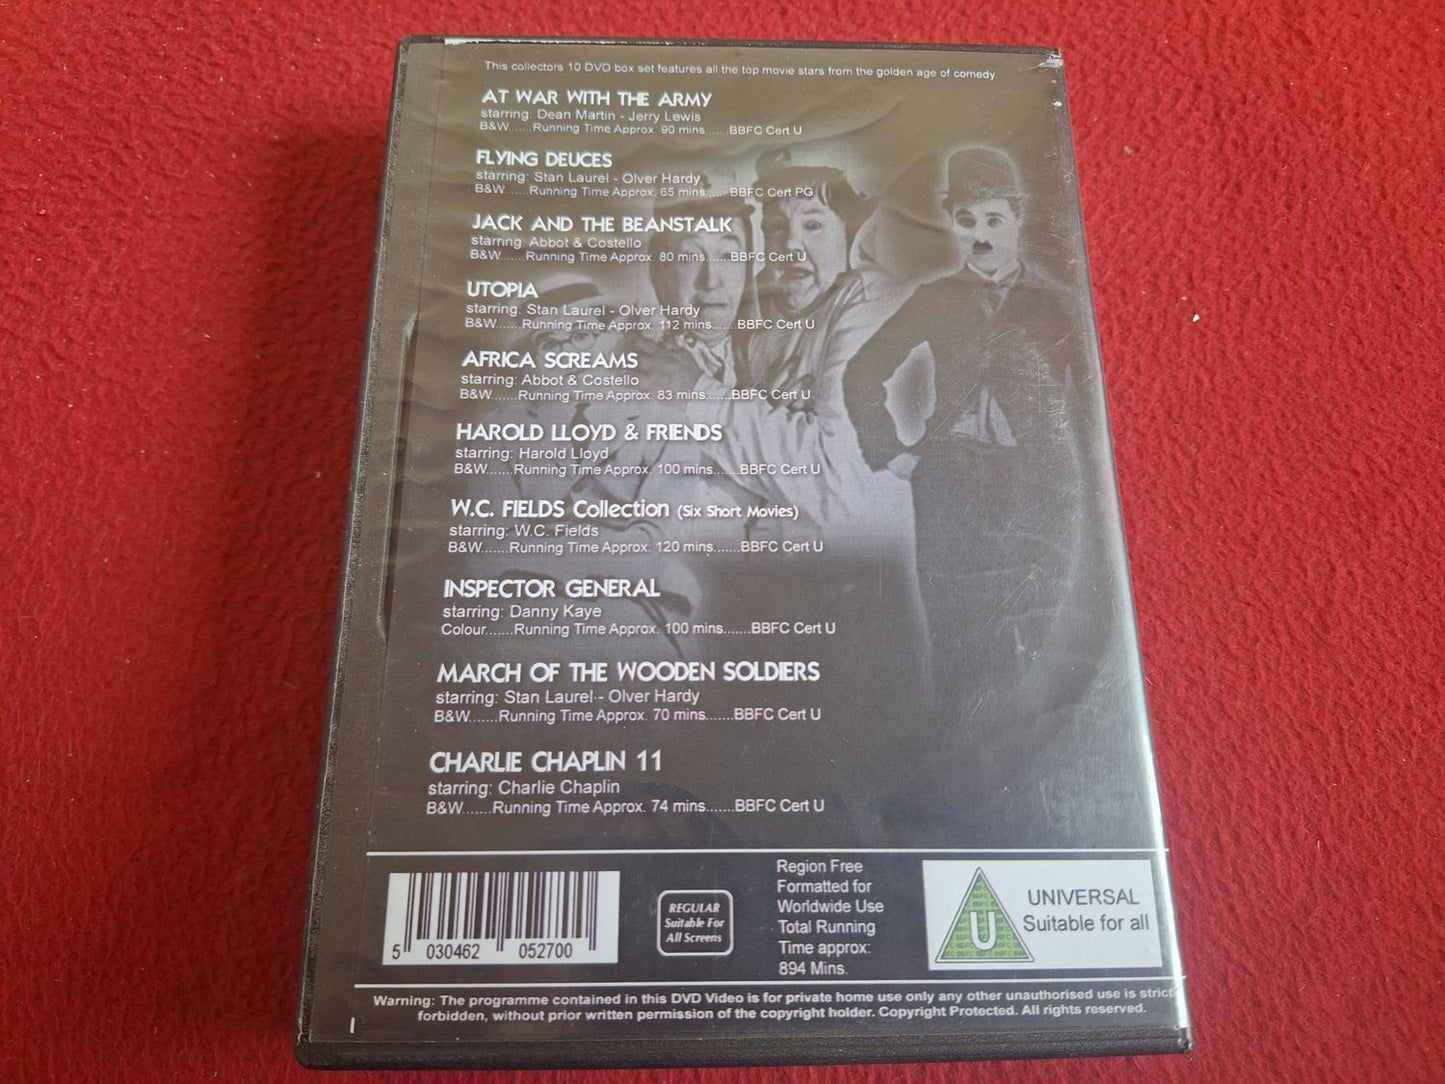 This collectors 10 DVD box set features all the top movie stars from the golden age of comedy.
AT WAR WITH THE ARMY
starring: Dean Martin - Jerry Lewis
B&W......Running Time Approx. 90 mins......BBFC Cert U
FLYING DEUCES
starring: Stan Laurel - Olver Hardy
B&W......Running Time Approx. 65 mins......BBFC Cert PG
JACK AND THE BEANSTALK
starring: Abbot & Costello
B&W......Running Time Approx. 80 mins......BBFC Cert U
UTOPIA
starring: Stan Laurel - Olver Hardy
B&W......Running Time Approx. 112 mins......BBFC Cert U
AFRICA SCREAMS
starring: Abbot & Costello
B&W.......Running Time Approx. 83 mins.......BBFC Cert U
HAROLD LLOYD & FRIENDS
starring: Harold Lloyd
B&W.......Running Time Approx. 100 mins.......BBFC Cert U
W.C. FIELDS Collection (Six Short Movies)
starring: W.C. Fields
B&W.......Running Time Approx. 120 mins.......BBFC Cert U
INSPECTOR GENERAL
starring: Danny Kaye
Colour.......Running Time Approx. 100 mins.......BBFC Cert U
MARCH OF THE WOODEN SOLDIERS
starring: Stan Laurel - Olver Hardy
B&W.......Running Time Approx. 70 mins.......BBFC Cert U
CHARLIE CHAPLIN 11
starring: Charlie Chaplin
B&W.......Running Time Approx. 74 mins.......BBFC Cert U
5 030462 052700
REGULAR
Suitable For
All Screens
Region Free
Formatted for
Worldwide Use
Total Running
Time approx:
894 Mins.
U
UNIVERSAL
Suitable for all
Warning: The programme contained in this DVD Video is for private home use only any other unauthorised use is
forbidden, without prior written permission of the copyright holder. Copyright Protected. All rights reserved.